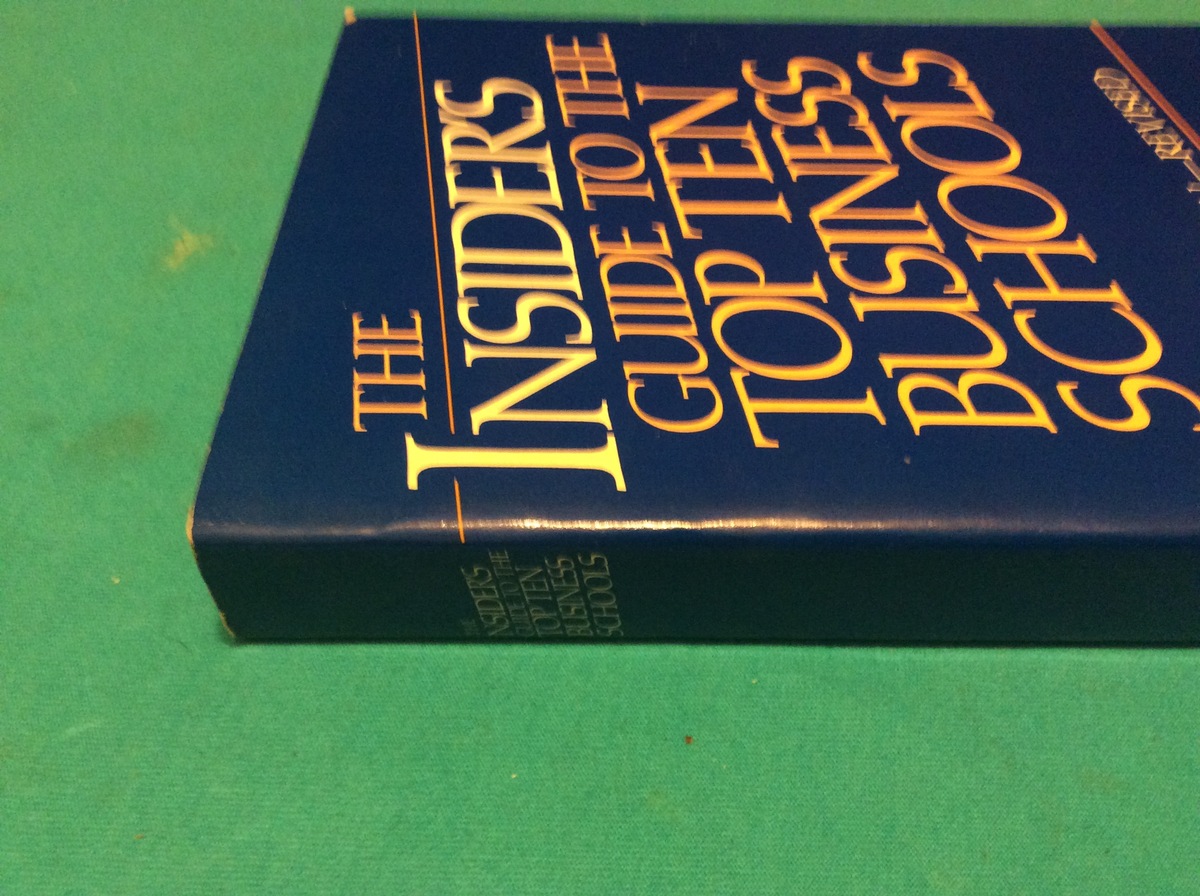 THE
INSIDER'S
GUIDE TO THE
TOP TEN
BUSINESS
SCHOOLS
THE
INSIDER'S
GUIDE TO THE
TOP TEN
BUSINESS
SCHOOLS